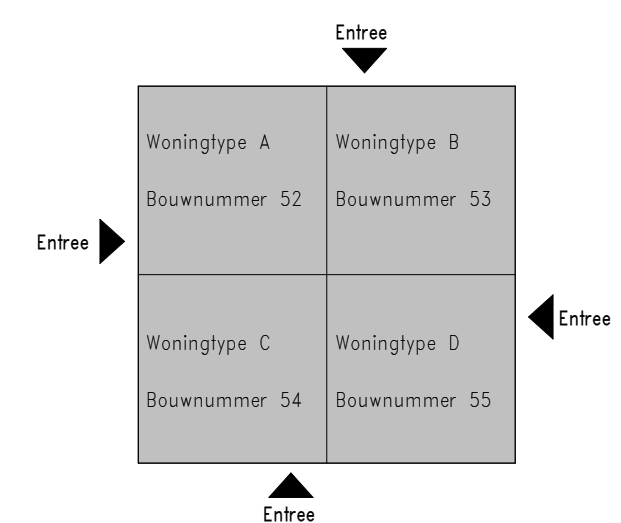 Entree
Woningtype A
Bouwnummer 52
Woningtype B
Bouwnummer 53
Entree
Entree
Woningtype C
Bouwnummer 54
Woningtype D
Bouwnummer 55
Entree